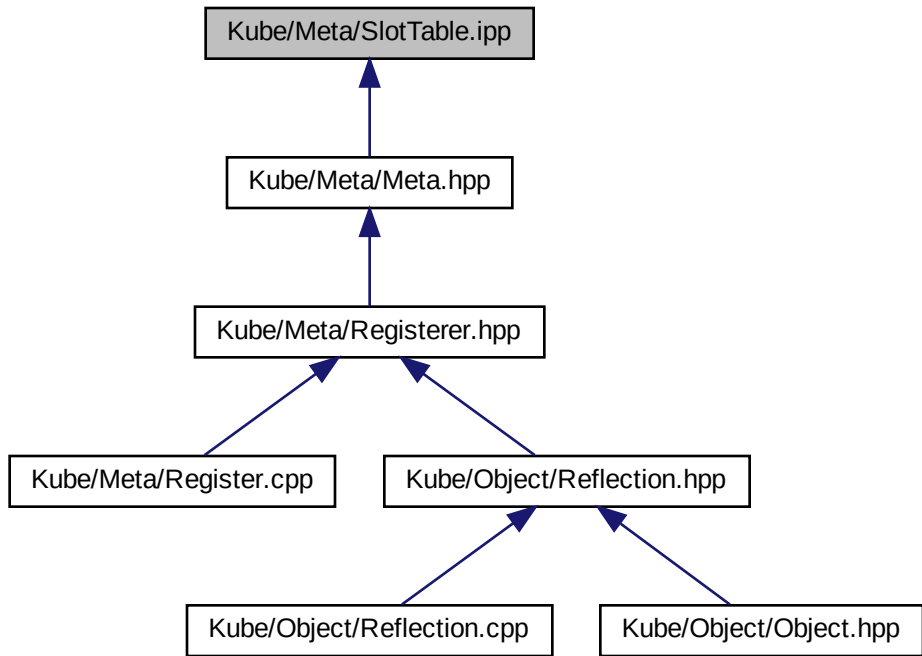 Kube/Meta/SlotTable.ipp
Kube/Meta/Meta.hpp
Kube/Meta/Registerer.hpp
Kube/Meta/Register.cpp
Kube/Object/Reflection.hpp
Kube/Object/Reflection.cpp
Kube/Object/Object.hpp